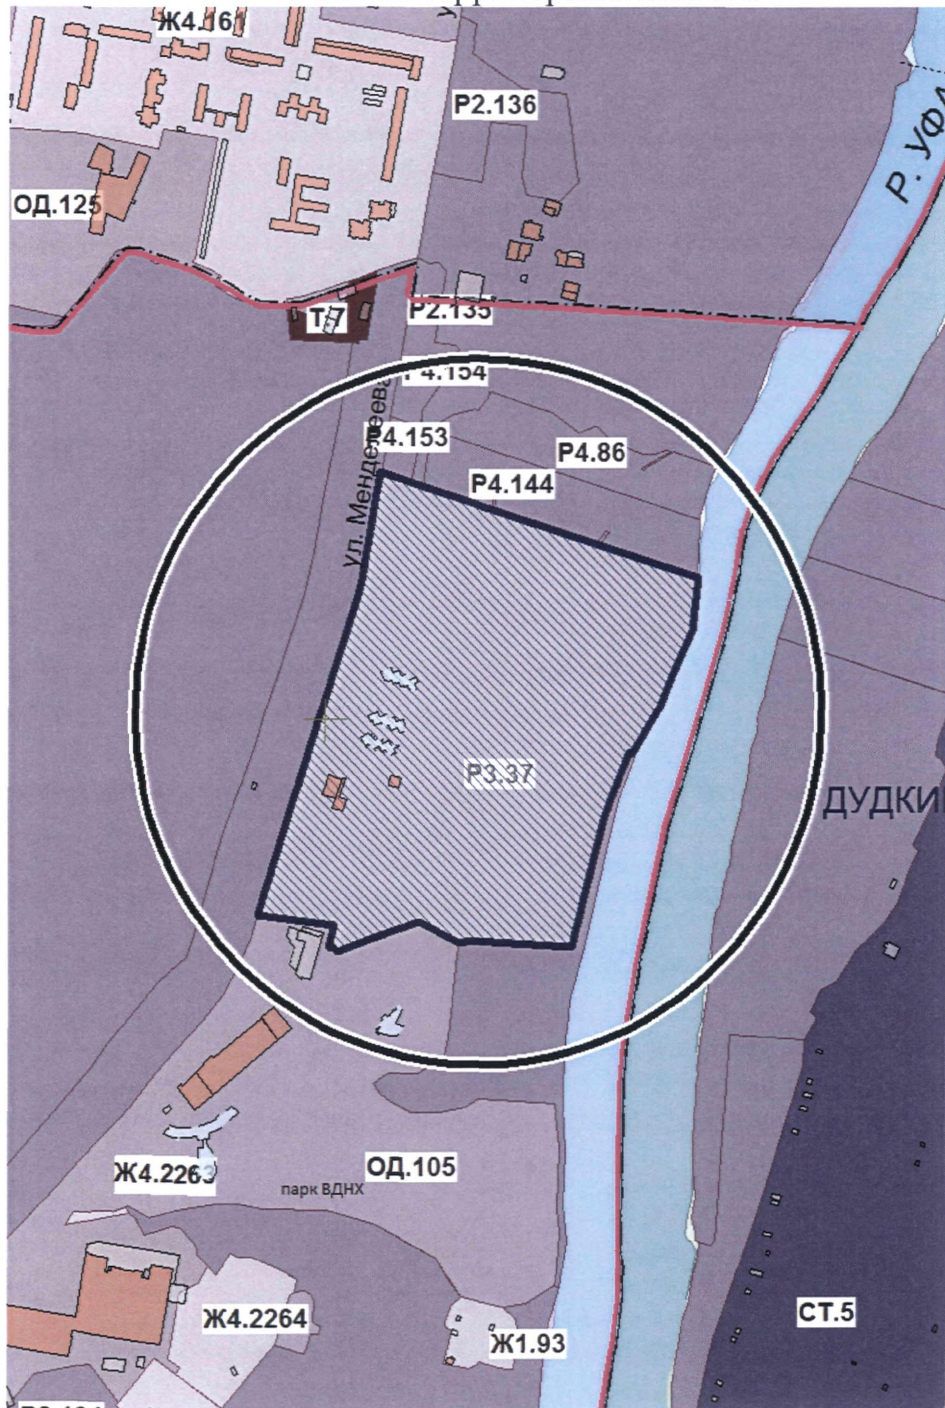 Ж4.161
Р2.136
Р. УФА
ОД.125
Т.7
Р2.135
Р4.154
ул. Менделеева
Р4.153
Р4.86
Р4.144
Р3.37
ДУДКИ
Ж4.2263
ОД.105
парк ВДНХ
Ж4.2264
Ж1.93
СТ.5